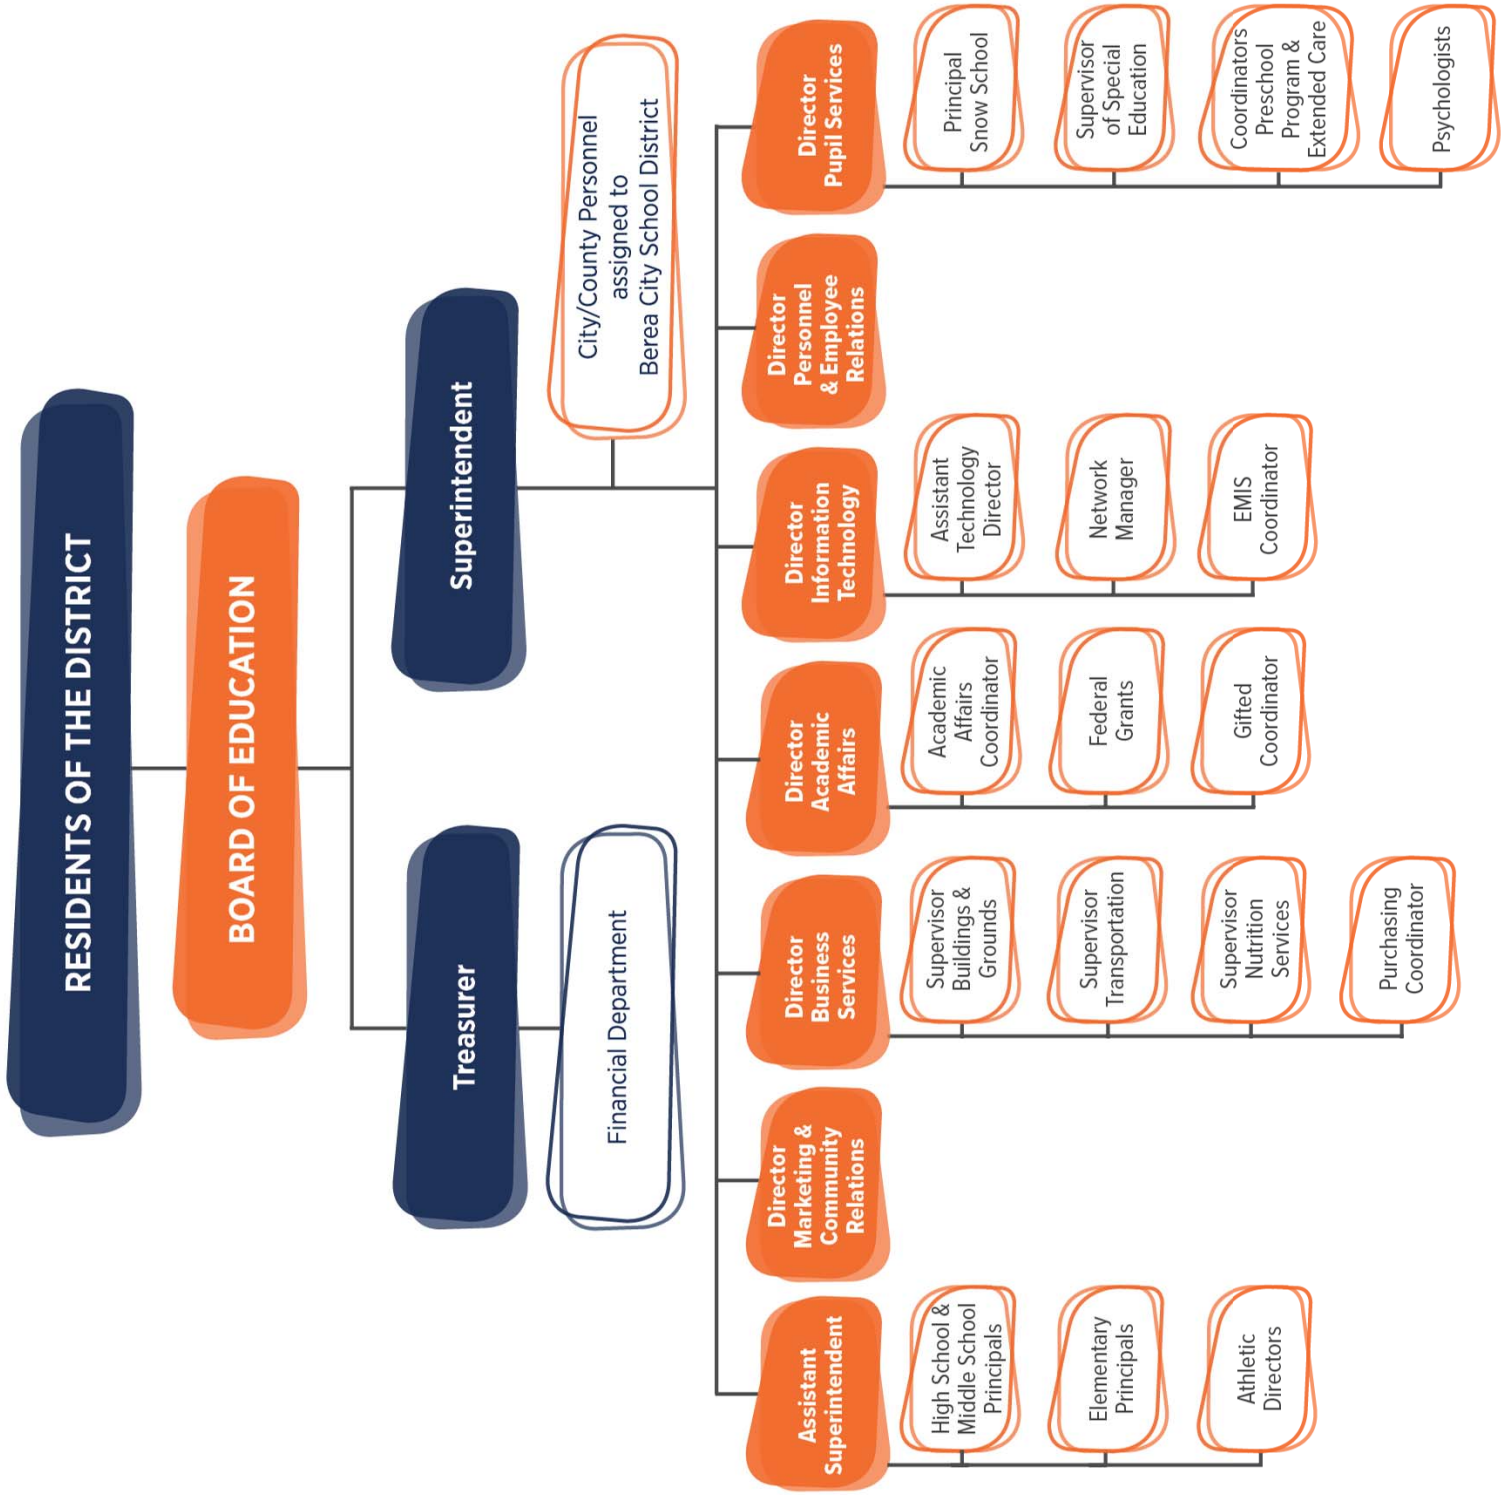 RESIDENTS OF THE DISTRICT
BOARD OF EDUCATION
Treasurer
Superintendent
Financial Department
City/County Personnel
assigned to
Berea City School District
Assistant
Superintendent
High School &
Middle School
Principals
Elementary
Principals
Athletic
Directors
Director
Marketing &
Community
Relations
Director
Business
Services
Supervisor
Buildings &
Grounds
Supervisor
Transportation
Supervisor
Nutrition
Services
Purchasing
Coordinator
Director
Academic
Affairs
Academic
Affairs
Coordinator
Federal
Grants
Gifted
Coordinator
Director
Information
Technology
Assistant
Technology
Director
Network
Manager
EMIS
Coordinator
Director
Personnel
& Employee
Relations
Director
Pupil Services
Principal
Snow School
Supervisor
of Special
Education
Coordinators
Preschool
Program &
Extended Care
Psychologists